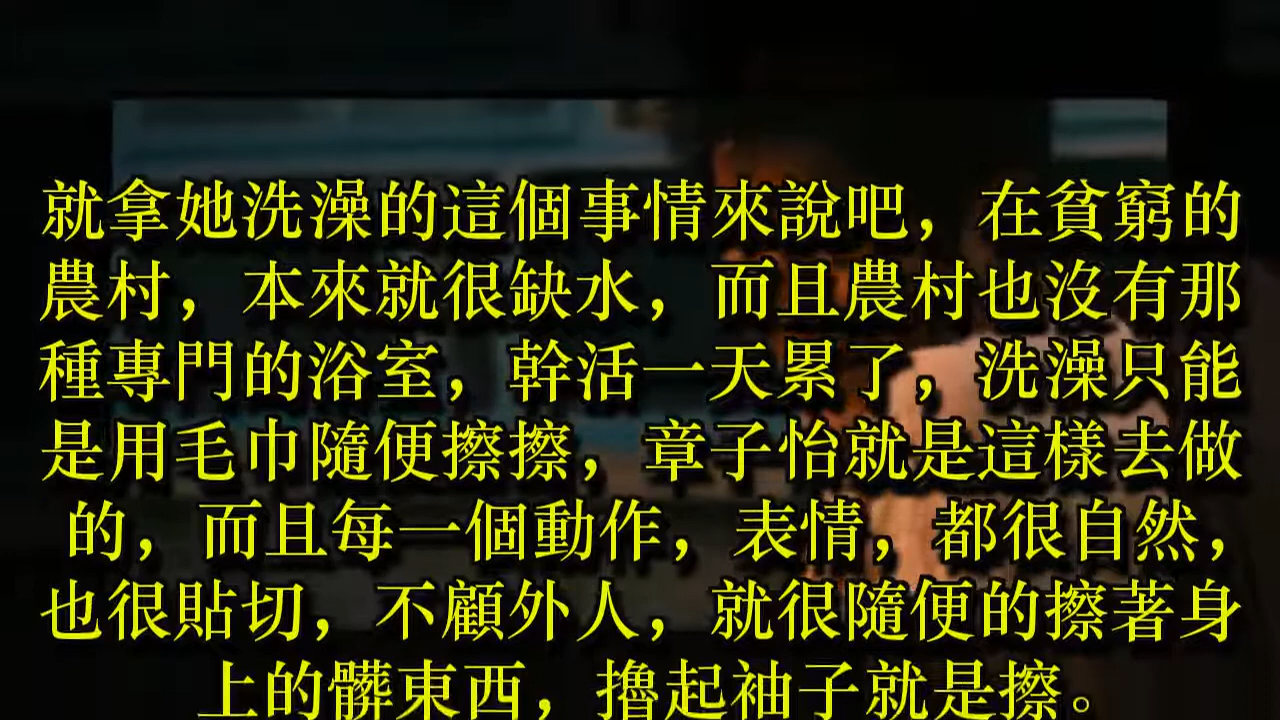 就拿她洗澡的這個事情來說吧，在貧窮的
農村，本來就很缺水，而且農村也沒有那
種專門的浴室，幹活一天累了，洗澡只能
是用毛巾隨便擦擦，章子怡就是這樣去做
的，而且每一個動作，表情，都很自然，
也很貼切，不顧外人，就很隨便的擦著身
上的髒東西，擼起袖子就是擦。